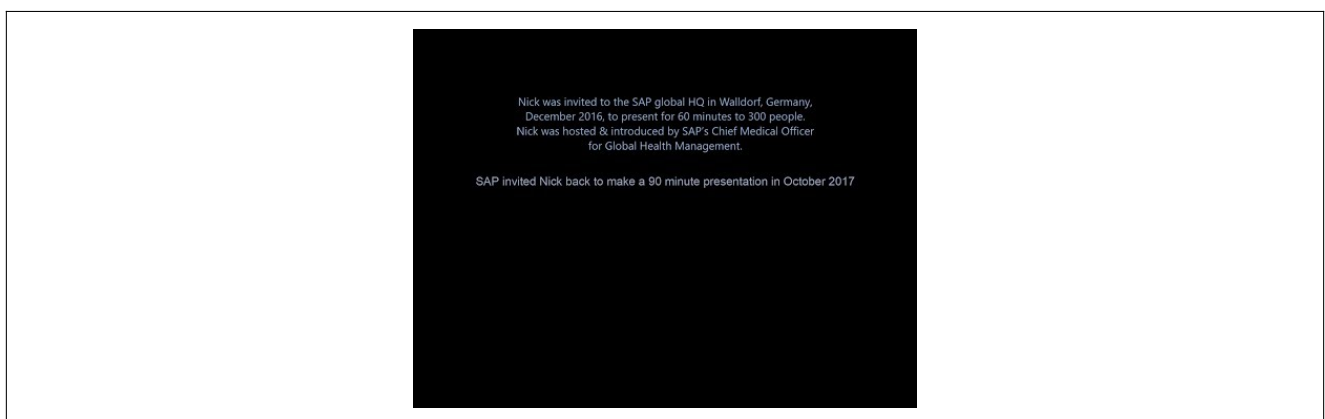 Nick was invited to the SAP global HQ in Walldorf, Germany,
December 2016, to present for 60 minutes to 300 people.
Nick was hosted & introduced by SAP's Chief Medical Officer
for Global Health Management.
SAP invited Nick back to make a 90 minute presentation in October 2017